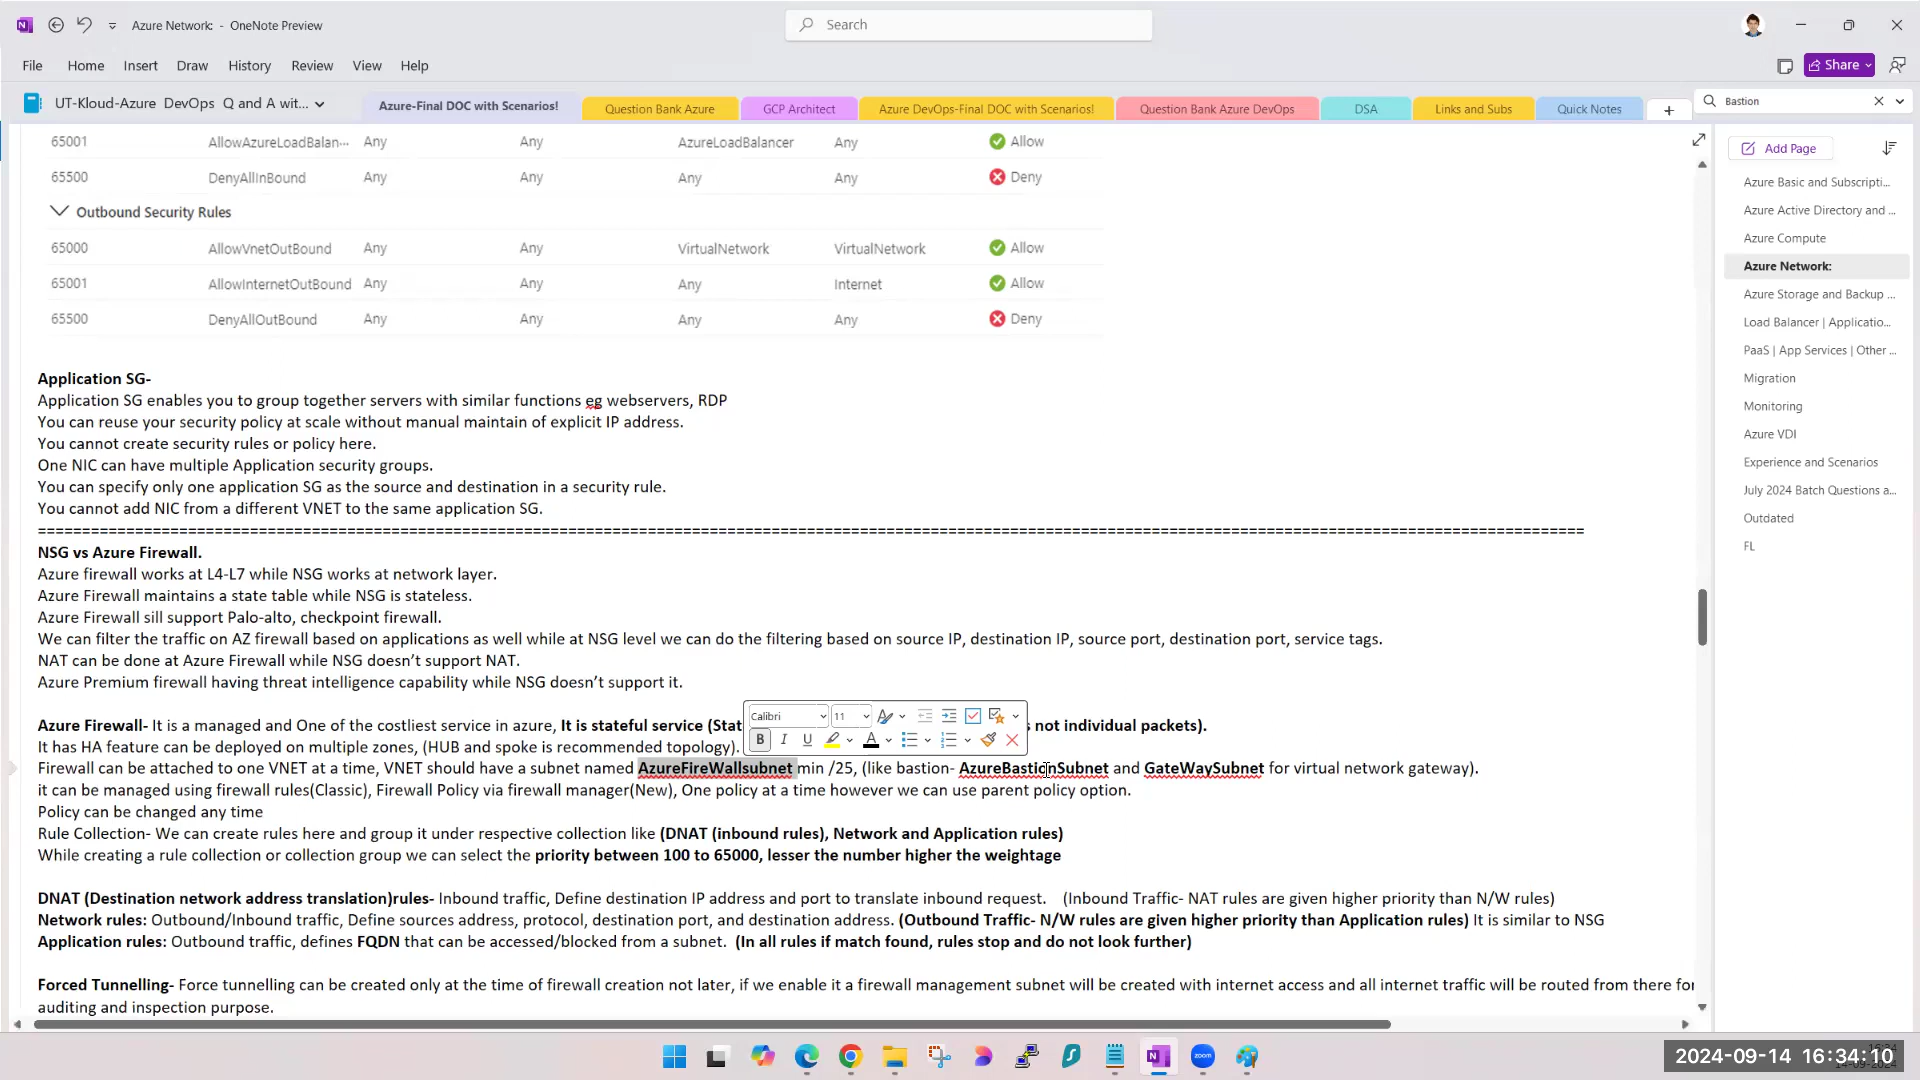 Azure Network: - OneNote Preview
Search
File Home Insert Draw History Review View Help
Share
UT-Kloud-Azure DevOps Q and A wit...
Azure-Final DOC with Scenarios!
Question Bank Azure
GCP Architect
Azure DevOps-Final DOC with Scenarios!
Question Bank Azure DevOps
DSA
Links and Subs
Quick Notes
Bastion
65001 AllowAzureLoadBalan··· Any Any AzureLoadBalancer Any Allow
65500 DenyAllInBound Any Any Any Any Deny
Outbound Security Rules
65000 AllowVnetOutBound Any Any VirtualNetwork VirtualNetwork Allow
65001 AllowInternetOutBound Any Any Any Internet Allow
65500 DenyAllOutBound Any Any Any Any Deny
Application SG-
Application SG enables you to group together servers with similar functions eg webservers, RDP
You can reuse your security policy at scale without manual maintain of explicit IP address.
You cannot create security rules or policy here.
One NIC can have multiple Application security groups.
You can specify only one application SG as the source and destination in a security rule.
You cannot add NIC from a different VNET to the same application SG.
NSG vs Azure Firewall.
Azure firewall works at L4-L7 while NSG works at network layer.
Azure Firewall maintains a state table while NSG is stateless.
Azure Firewall sill support Palo-alto, checkpoint firewall.
We can filter the traffic on AZ firewall based on applications as well while at NSG level we can do the filtering based on source IP, destination IP, source port, destination port, service tags.
NAT can be done at Azure Firewall while NSG doesn't support NAT.
Azure Premium firewall having threat intelligence capability while NSG doesn't support it.
Calibri 11
B I U A
Azure Firewall- It is a managed and One of the costliest service in azure, It is stateful service (Stat not individual packets).
It has HA feature can be deployed on multiple zones, (HUB and spoke is recommended topology).
Firewall can be attached to one VNET at a time, VNET should have a subnet named AzureFireWallsubnet min /25, (like bastion- AzureBastionSubnet and GateWaySubnet for virtual network gateway).
it can be managed using firewall rules(Classic), Firewall Policy via firewall manager(New), One policy at a time however we can use parent policy option.
Policy can be changed any time
Rule Collection- We can create rules here and group it under respective collection like (DNAT (inbound rules), Network and Application rules)
While creating a rule collection or collection group we can select the priority between 100 to 65000, lesser the number higher the weightage
DNAT (Destination network address translation)rules- Inbound traffic, Define destination IP address and port to translate inbound request. (Inbound Traffic- NAT rules are given higher priority than N/W rules)
Network rules: Outbound/Inbound traffic, Define sources address, protocol, destination port, and destination address. (Outbound Traffic- N/W rules are given higher priority than Application rules) It is similar to NSG
Application rules: Outbound traffic, defines FQDN that can be accessed/blocked from a subnet. (In all rules if match found, rules stop and do not look further)
Forced Tunnelling- Force tunnelling can be created only at the time of firewall creation not later, if we enable it a firewall management subnet will be created with internet access and all internet traffic will be routed from there for
auditing and inspection purpose.
Add Page
Azure Basic and Subscripti...
Azure Active Directory and ...
Azure Network:
Azure Storage and Backup ...
Load Balancer | Applicatio...
PaaS | App Services | Other ...
Migration
Monitoring
Azure VDI
Experience and Scenarios
July 2024 Batch Questions a...
Outdated
FL
zoom
2024-09-14 16:34:10